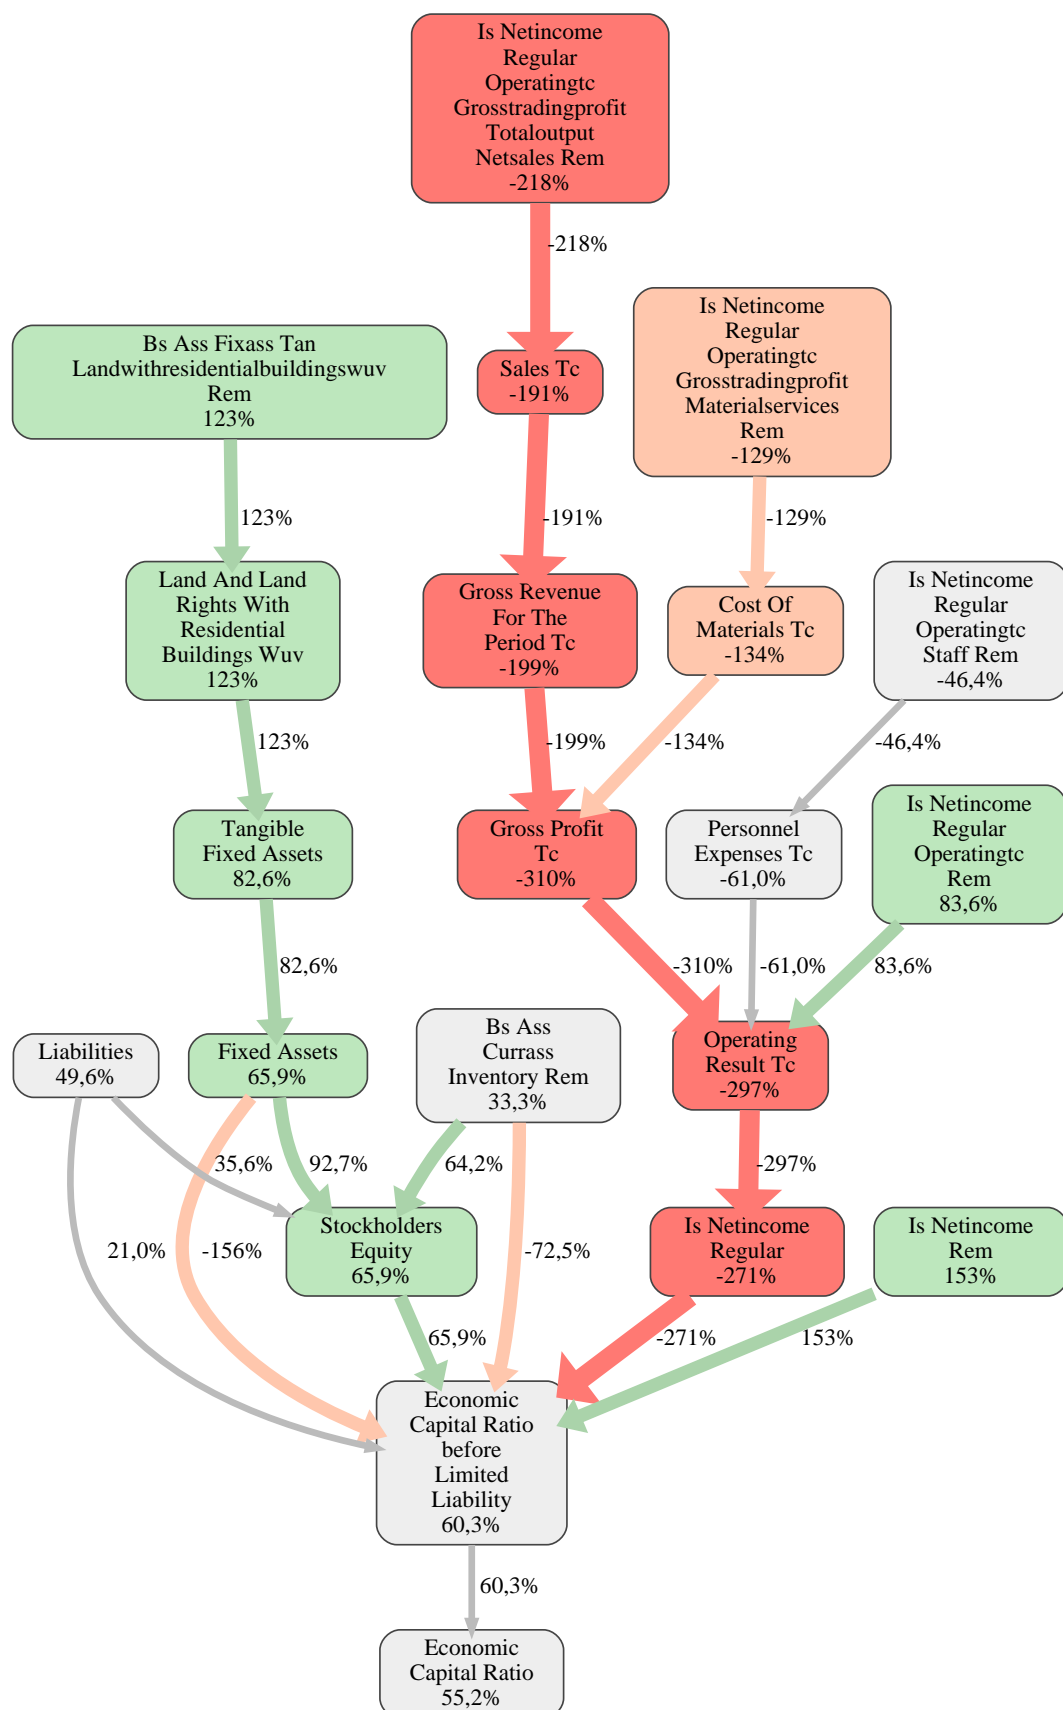 Is Netincome
Regular
Operatingtc
Grosstradingprofit
Totaloutput
Netsales Rem
-218%
-218%
Is Netincome
Regular
Operatingtc
Grosstradingprofit
Materialservices
Rem
-129%
Bs Ass Fixass Tan
Landwithresidentialbuildingswuv
Rem
123%
Sales Tc
-191%
123%
-191%
-129%
Land And Land
Rights With
Residential
Buildings Wuv
123%
Gross Revenue
For The
Period Tc
-199%
Cost Of
Materials Tc
-134%
Is Netincome
Regular
Operatingtc
Staff Rem
-46,4%
123%
-199%
-134%
-46,4%
Tangible
Fixed Assets
82,6%
Gross Profit
Tc
-310%
Personnel
Expenses Tc
-61,0%
Is Netincome
Regular
Operatingtc
Rem
83,6%
82,6%
-310%
-61,0%
83,6%
Liabilities
49,6%
Fixed Assets
65,9%
Bs Ass
Currass
Inventory Rem
33,3%
Operating
Result Tc
-297%
35,6%
92,7%
64,2%
-297%
21,0%
-156%
Stockholders
Equity
65,9%
-72,5%
Is Netincome
Regular
-271%
Is Netincome
Rem
153%
65,9%
-271%
153%
Economic
Capital Ratio
before
Limited
Liability
60,3%
60,3%
Economic
Capital Ratio
55,2%